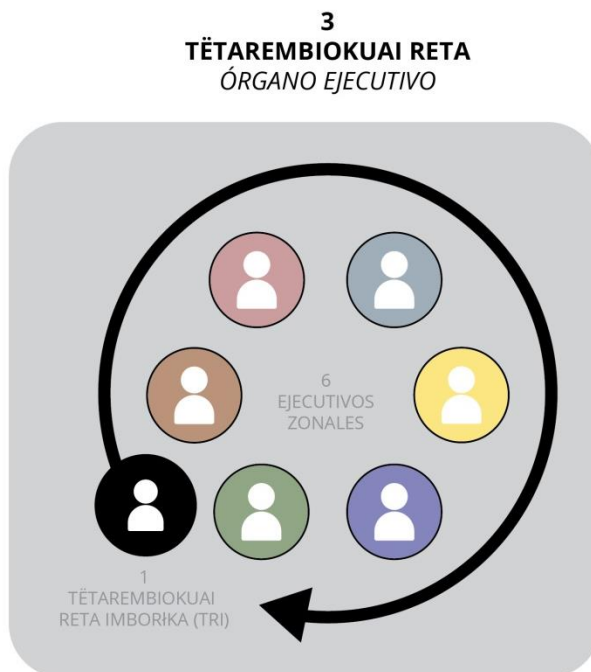 3
TËTAREMBIOKUAI RETA
ÓRGANO EJECUTIVO
6
EJECUTIVOS
ZONALES
1
TËTAREMBIOKUAI
RETA IMBORɨKA (TRI)